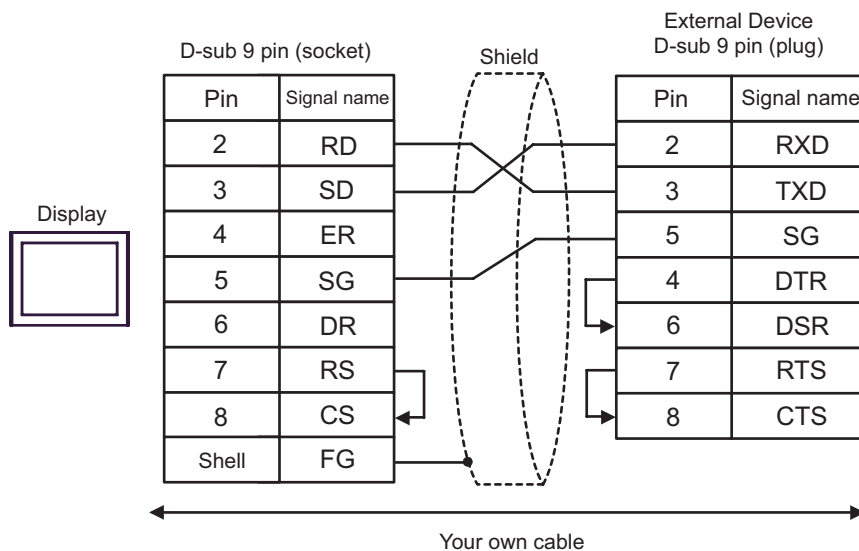 External Device
D-sub 9 pin (socket)
D-sub 9 pin (plug)
Shield
Pin Signal name
2 RD
3 SD
4 ER
5 SG
6 DR
7 RS
8 CS
Shell FG
Pin Signal name
2 RXD
3 TXD
5 SG
4 DTR
6 DSR
7 RTS
8 CTS
Display
Your own cable